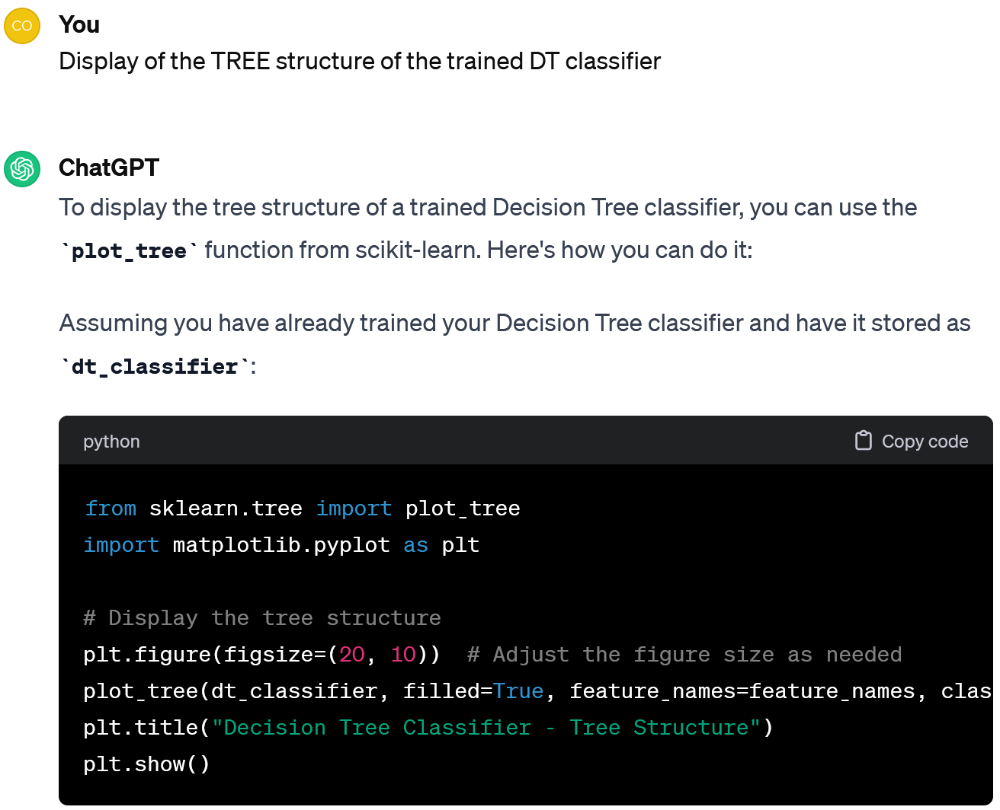 CO
You
Display of the TREE structure of the trained DT classifier
ChatGPT
To display the tree structure of a trained Decision Tree classifier, you can use the
`plot_tree` function from scikit-learn. Here's how you can do it:
Assuming you have already trained your Decision Tree classifier and have it stored as
`dt_classifier`:
python
Copy code
from sklearn.tree import plot_tree
import matplotlib.pyplot as plt
# Display the tree structure
plt.figure(figsize=(20, 10))  # Adjust the figure size as needed
plot_tree(dt_classifier, filled=True, feature_names=feature_names, clas
plt.title("Decision Tree Classifier - Tree Structure")
plt.show()